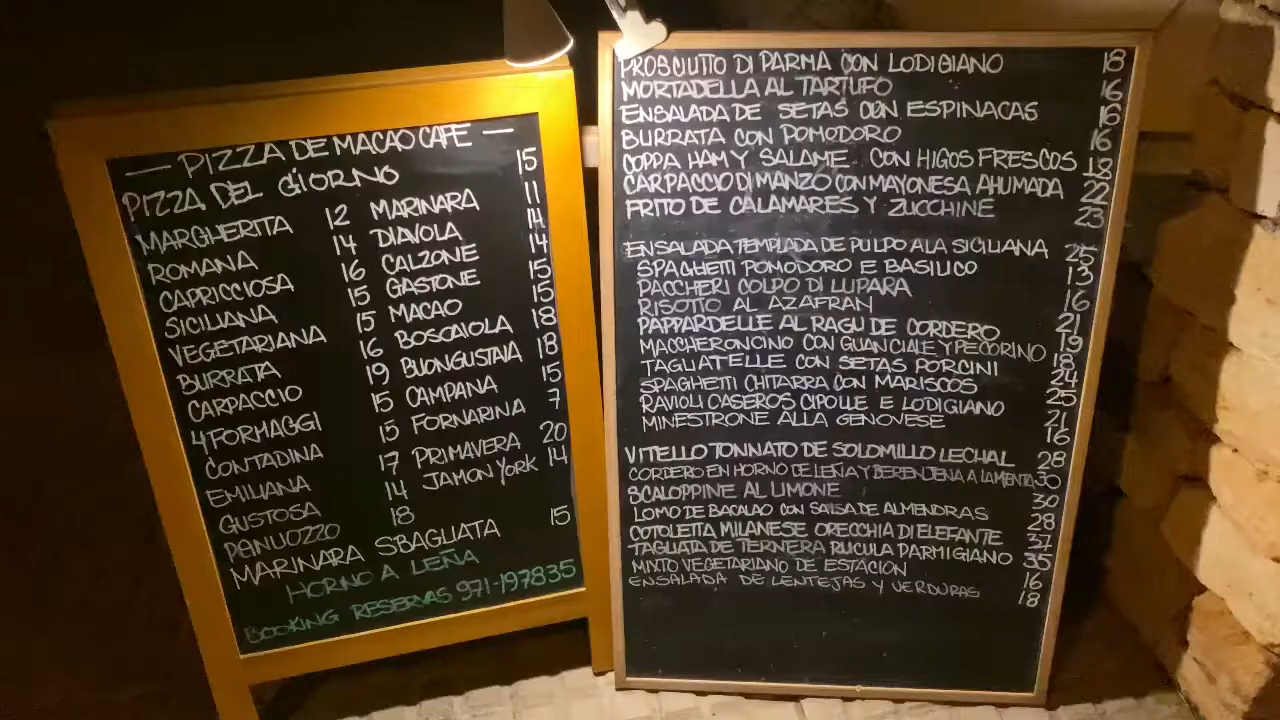 — PIZZA DE MACAO CAFE —
PIZZA DEL GIORNO 15
MARGHERITA 12 MARINARA 11
ROMANA 14 DIAVOLA 14
CAPRICCIOSA 16 CALZONE 14
SICILIANA 15 GASTONE 15
VEGETARIANA 15 MACAO 15
BURRATA 16 BOSCAIOLA 18
CARPACCIO 19 BUONGUSTAIA 18
4 FORMAGGI 15 CAMPANA 15
CONTADINA 15 FORNARINA 7
EMILIANA 17 PRIMAVERA 20
GUSTOSA 14 JAMON YORK 14
PANUOZZO 18
MARINARA SBAGLIATA 15
HORNO A LEÑA
BOOKING RESERVAS 971-197835
PROSCIUTTO DI PARMA CON LODIGIANO 18
MORTADELLA AL TARTUFO 16
ENSALADA DE SETAS CON ESPINACAS 16
BURRATA CON POMODORO 16
COPPA HAM Y SALAME CON HIGOS FRESCOS 18
CARPACCIO DI MANZO CON MAYONESA AHUMADA 22
FRITO DE CALAMARES Y ZUCCHINE 23
ENSALADA TEMPLADA DE PULPO A LA SICILIANA 25
SPAGHETTI POMODORO E BASILICO 13
PACCHERI COLPO DI LUPARA 16
RISOTTO AL AZAFRAN 21
PAPPARDELLE AL RAGU DE CORDERO 19
MACCHERONCINO CON GUANCIALE Y PECORINO 18
TAGLIATELLE CON SETAS PORCINI 24
SPAGHETTI CHITARRA CON MARISCOS 25
RAVIOLI CASEROS CIPOLLE E LODIGIANO 21
MINESTRONE ALLA GENOVESE 16
VITELLO TONNATO DE SOLOMILLO LECHAL 28
CORDERO EN HORNO DE LEÑA Y BERENJENA A LA MENTA 30
SCALOPPINE AL LIMONE 30
LOMO DE BACALAO CON SALSA DE ALMENDRAS 28
COTOLETTA MILANESE ORECCHIA DI ELEFANTE 37
TAGLIATA DE TERNERA RUCULA PARMIGIANO 35
MIXTO VEGETARIANO DE ESTACION 16
ENSALADA DE LENTEJAS Y VERDURAS 18